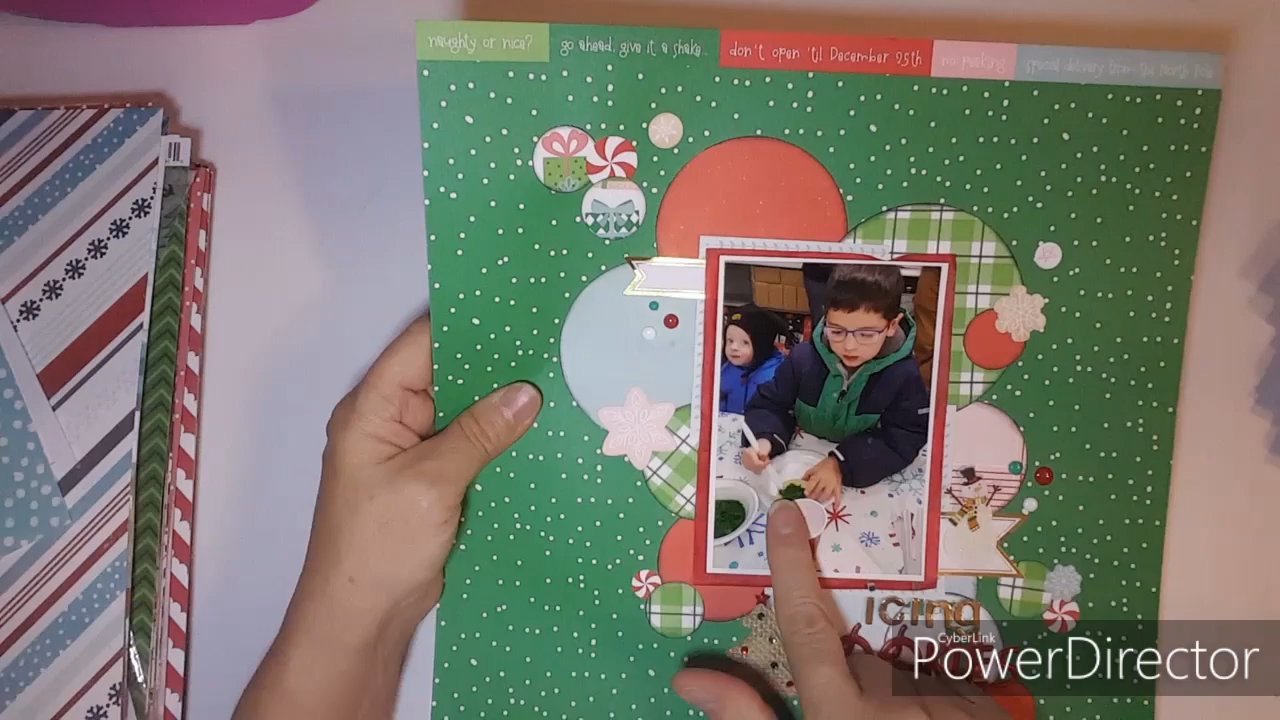 naughty or nice?
go ahead, give it a shake...
don't open 'til December 25th
no peeking
special delivery from the North Pole
icing
CyberLink
PowerDirector